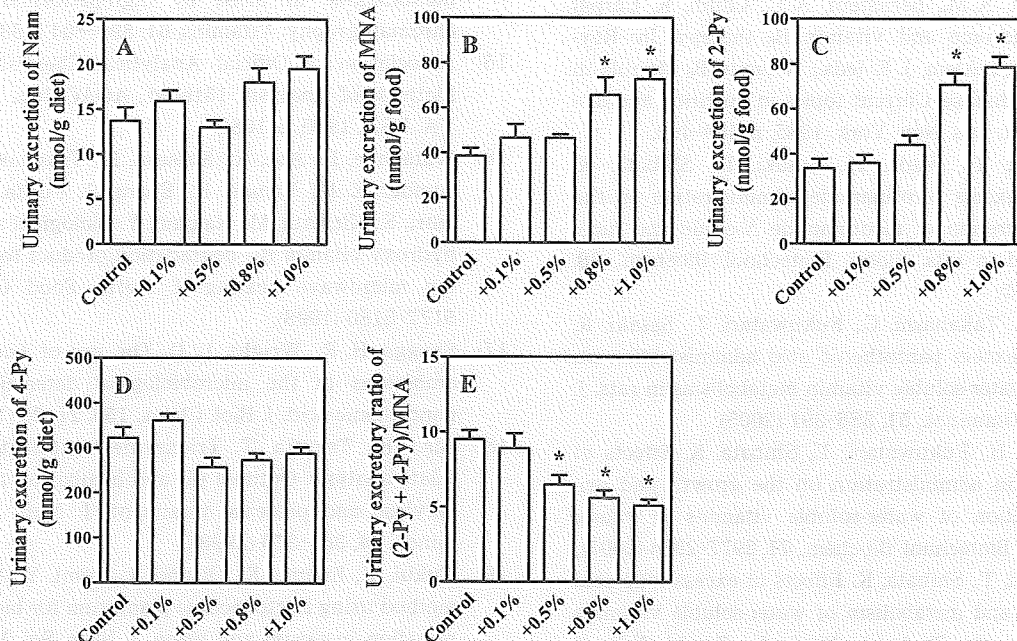 Urinary excretion of Nam
(nmol/g diet)
25
20
15
10
5
0
A
Control
+0.1%
+0.5%
+0.8%
+1.0%
Urinary excretion of MNA
(nmol/g food)
100
80
60
40
20
0
B
*
*
Control
+0.1%
+0.5%
+0.8%
+1.0%
Urinary excretion of 2-Py
(nmol/g food)
100
80
60
40
20
0
C
*
*
Control
+0.1%
+0.5%
+0.8%
+1.0%
Urinary excretion of 4-Py
(nmol/g diet)
500
400
300
200
100
0
D
Control
+0.1%
+0.5%
+0.8%
+1.0%
Urinary excretory ratio of
(2-Py + 4-Py)/MNA
15
10
5
0
E
*
*
*
Control
+0.1%
+0.5%
+0.8%
+1.0%